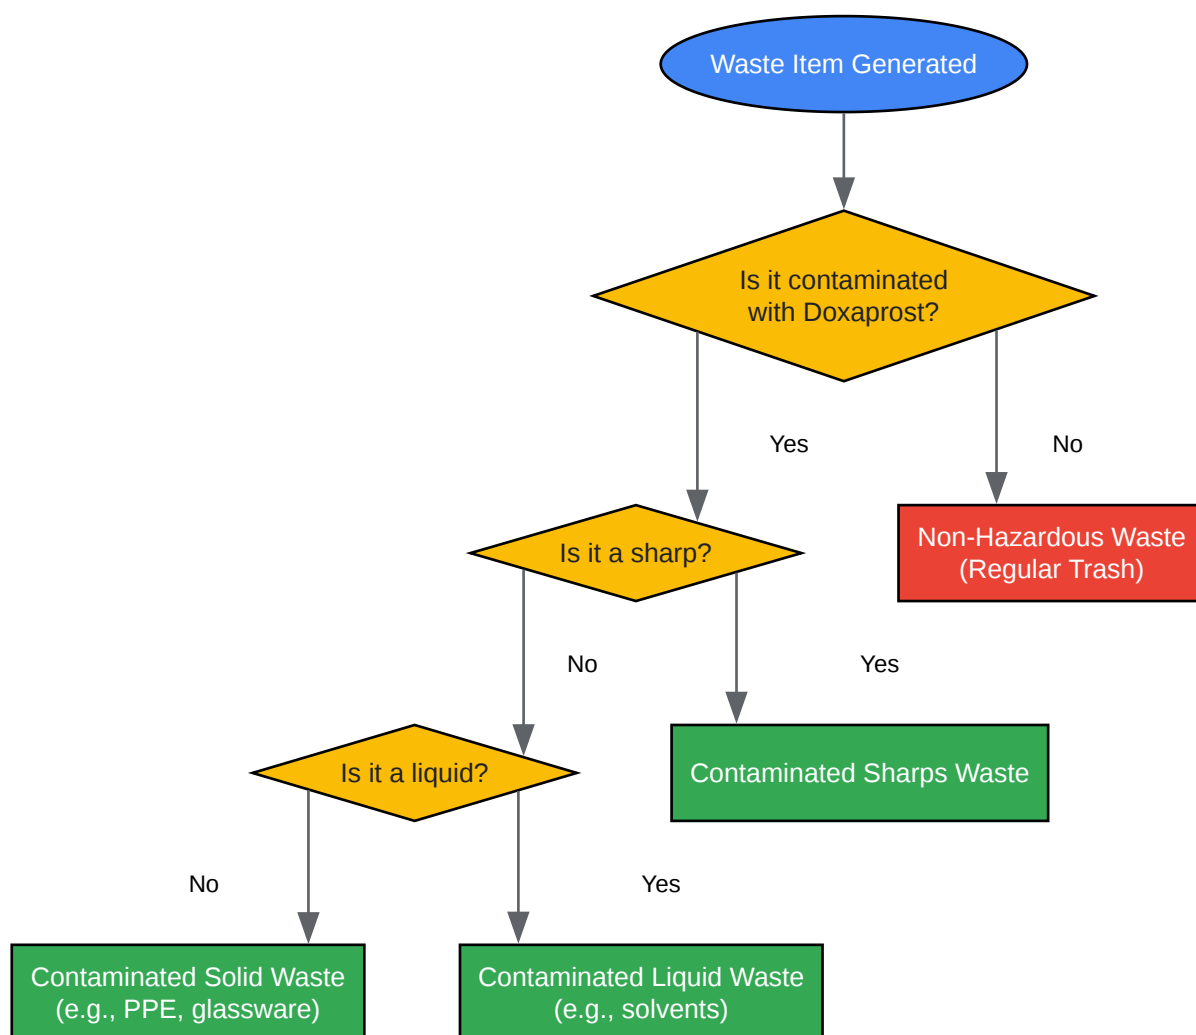 Waste Item Generated
Is it contaminated
with Doxaprost?
Yes
No
Is it a sharp?
Non-Hazardous Waste
(Regular Trash)
No
Yes
Is it a liquid?
Contaminated Sharps Waste
No
Yes
Contaminated Solid Waste
(e.g., PPE, glassware)
Contaminated Liquid Waste
(e.g., solvents)